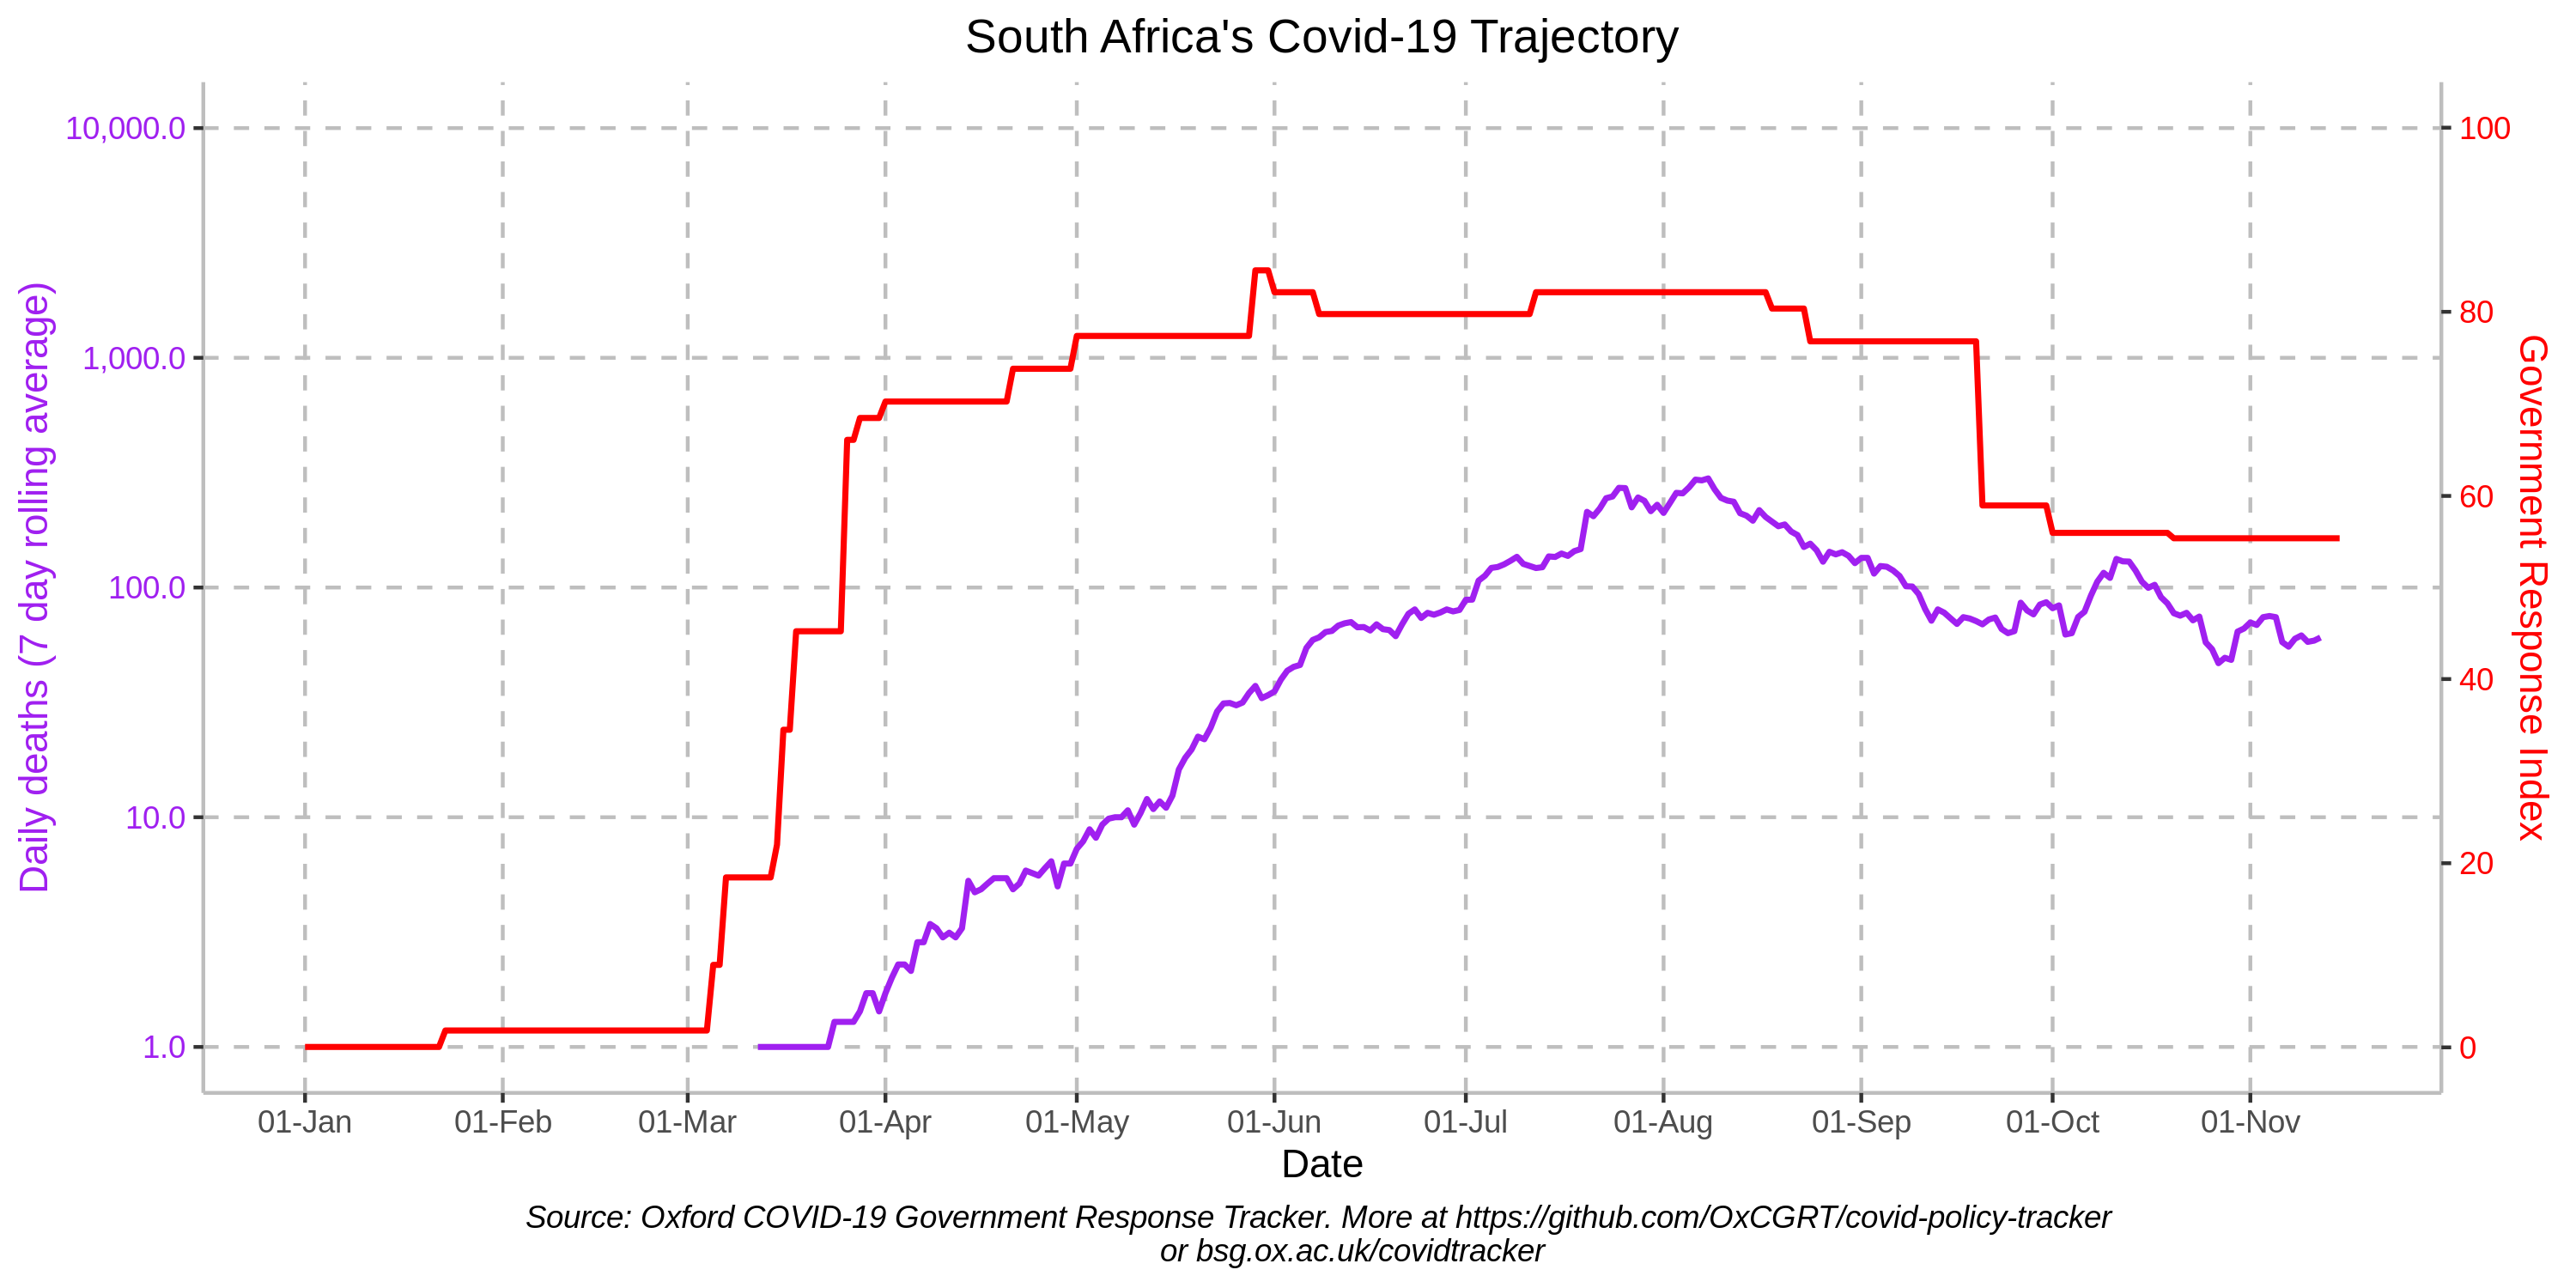 South Africa's Covid-19 Trajectory
Daily deaths (7 day rolling average)
10,000.0
1,000.0
100.0
10.0
1.0
100
80
60
40
20
0
Government Response Index
01-Jan
01-Feb
01-Mar
01-Apr
01-May
01-Jun
01-Jul
01-Aug
01-Sep
01-Oct
01-Nov
Date
Source: Oxford COVID-19 Government Response Tracker. More at https://github.com/OxCGRT/covid-policy-tracker
or bsg.ox.ac.uk/covidtracker